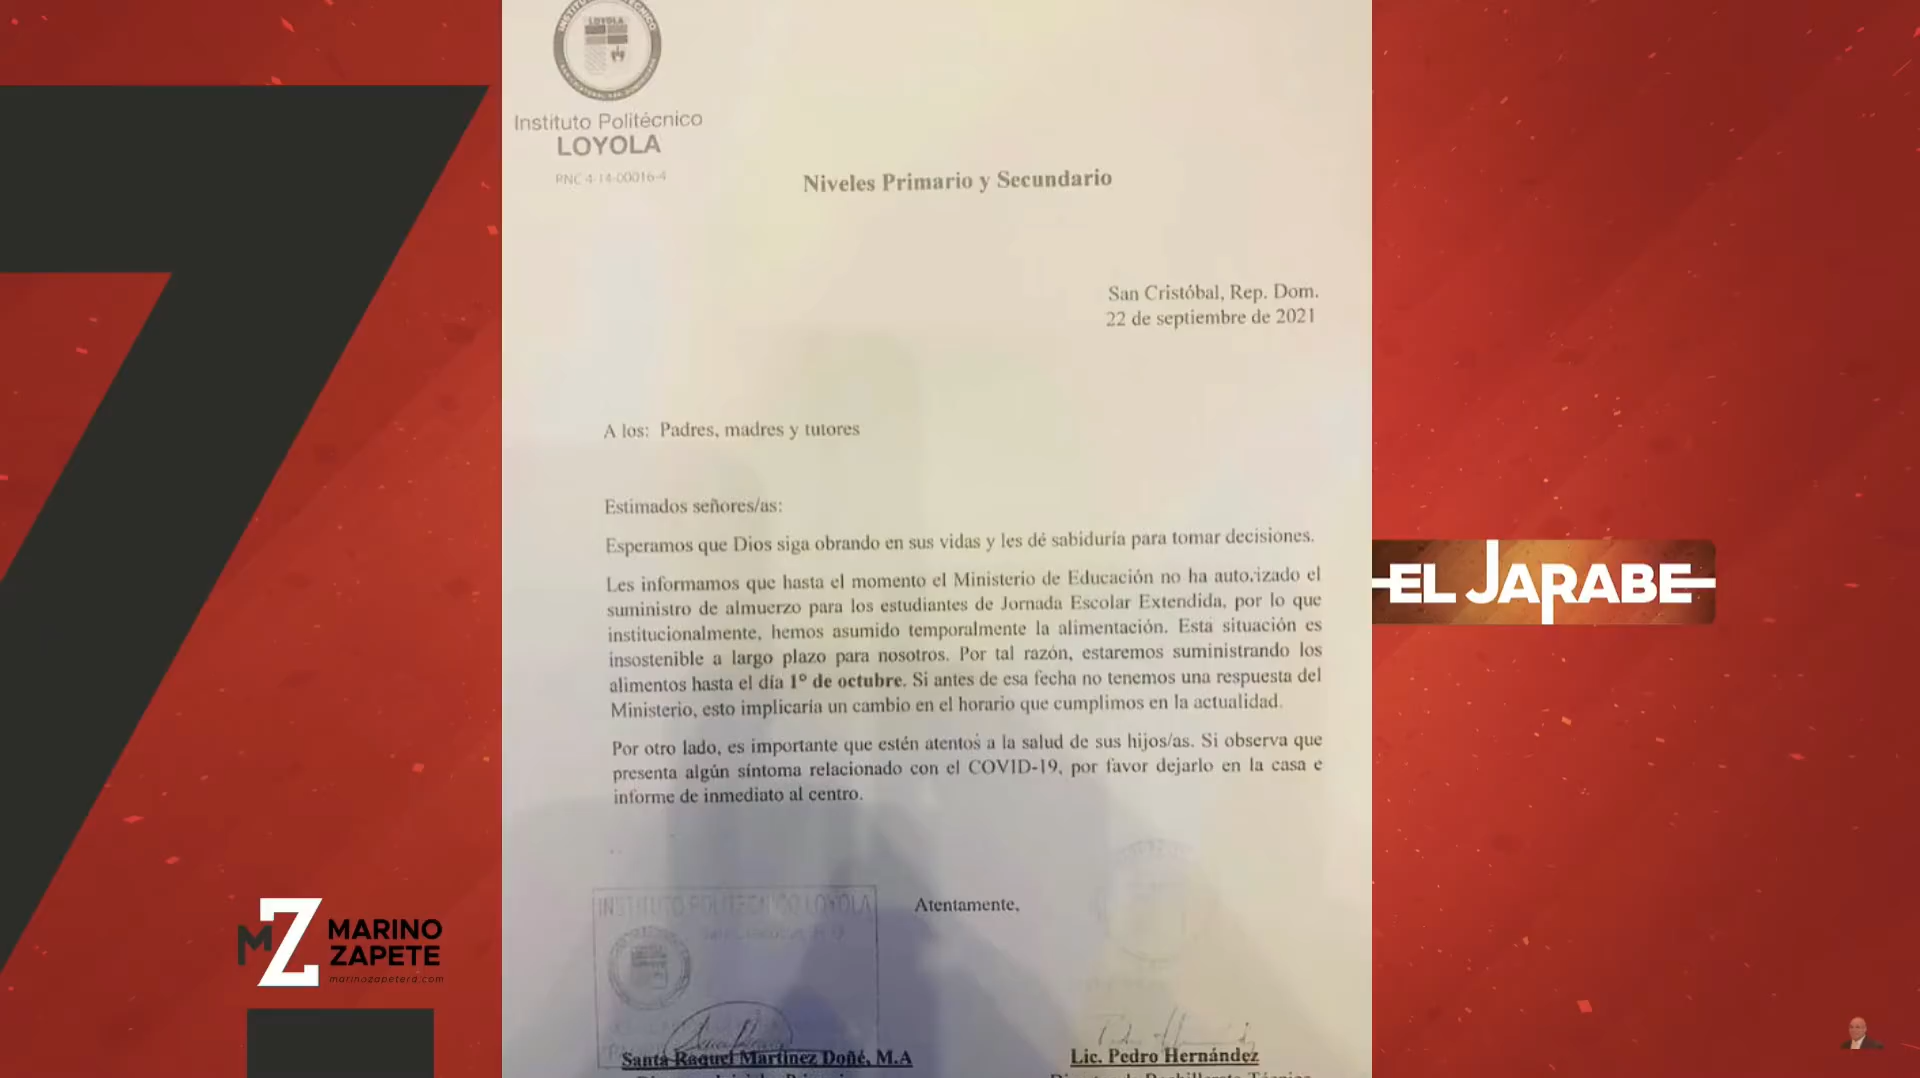 LOYOLA
Instituto Politécnico
LOYOLA
PNC 4-14-00016-4
Niveles Primario y Secundario
San Cristóbal, Rep. Dom.
22 de septiembre de 2021
A los: Padres, madres y tutores
Estimados señores/as:
Esperamos que Dios siga obrando en sus vidas y les dé sabiduría para tomar decisiones.
Les informamos que hasta el momento el Ministerio de Educación no ha autorizado el
suministro de almuerzo para los estudiantes de Jornada Escolar Extendida, por lo que
institucionalmente, hemos asumido temporalmente la alimentación. Esta situación es
insostenible a largo plazo para nosotros. Por tal razón, estaremos suministrando los
alimentos hasta el día 1° de octubre. Si antes de esa fecha no tenemos una respuesta del
Ministerio, esto implicaría un cambio en el horario que cumplimos en la actualidad.
Por otro lado, es importante que estén atentos a la salud de sus hijos/as. Si observa que
presenta algún síntoma relacionado con el COVID-19, por favor dejarlo en la casa e
informe de inmediato al centro.
INSTITUTO POLITECNICO LOYOLA
Atentamente,
Santa Raquel Martínez Doñé, M.A
Lic. Pedro Hernández
EL JARABE
MZ MARINO
ZAPETE
marinozapeterd.com